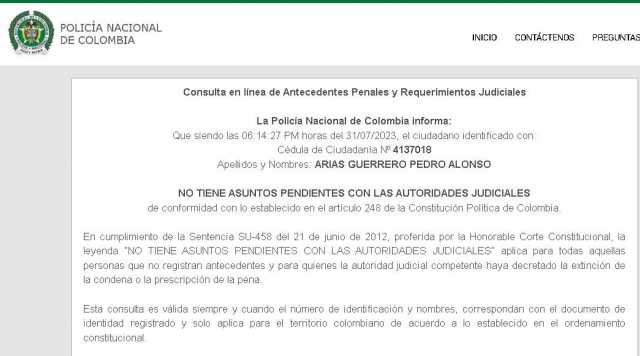 POLICÍA NACIONAL
DE COLOMBIA
INICIO CONTÁCTENOS PREGUNTAS
Consulta en línea de Antecedentes Penales y Requerimientos Judiciales
La Policía Nacional de Colombia informa:
Que siendo las 06:14:27 PM horas del 31/07/2023, el ciudadano identificado con:
Cédula de Ciudadanía Nº 4137018
Apellidos y Nombres: ARIAS GUERRERO PEDRO ALONSO
NO TIENE ASUNTOS PENDIENTES CON LAS AUTORIDADES JUDICIALES
de conformidad con lo establecido en el artículo 248 de la Constitución Política de Colombia.
En cumplimiento de la Sentencia SU-458 del 21 de junio de 2012, proferida por la Honorable Corte Constitucional, la
leyenda "NO TIENE ASUNTOS PENDIENTES CON LAS AUTORIDADES JUDICIALES" aplica para todas aquellas
personas que no registran antecedentes y para quienes la autoridad judicial competente haya decretado la extinción de
la condena o la prescripción de la pena.
Esta consulta es válida siempre y cuando el número de identificación y nombres, correspondan con el documento de
identidad registrado y solo aplica para el territorio colombiano de acuerdo a lo establecido en el ordenamiento
constitucional.